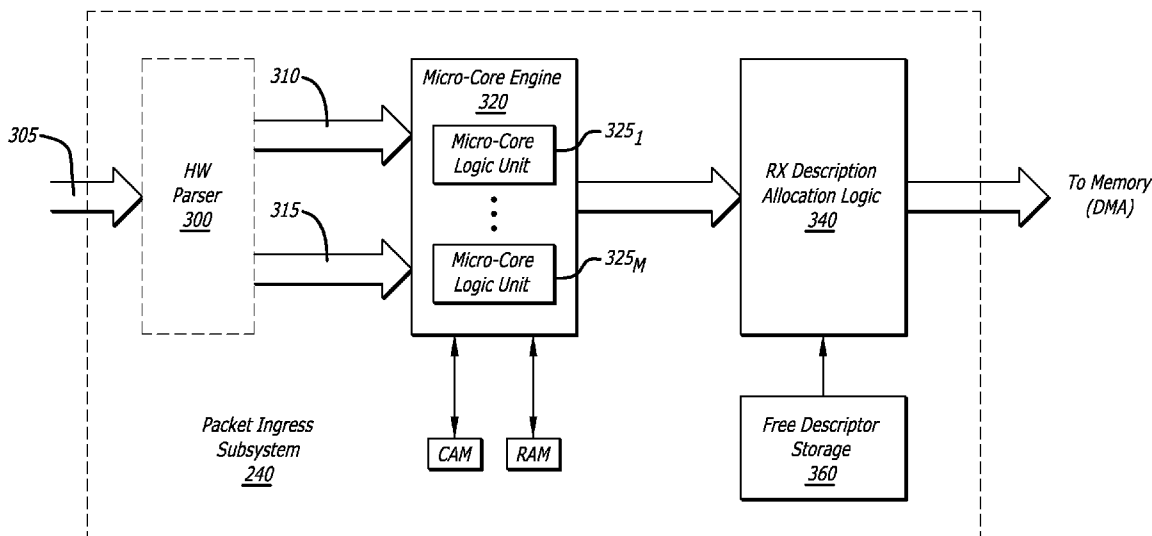 305
HW
Parser
300
310
315
Micro-Core Engine
320
Micro-Core
Logic Unit
325₁
Micro-Core
Logic Unit
325M
CAM
RAM
Packet Ingress
Subsystem
240
RX Description
Allocation Logic
340
Free Descriptor
Storage
360
To Memory
(DMA)